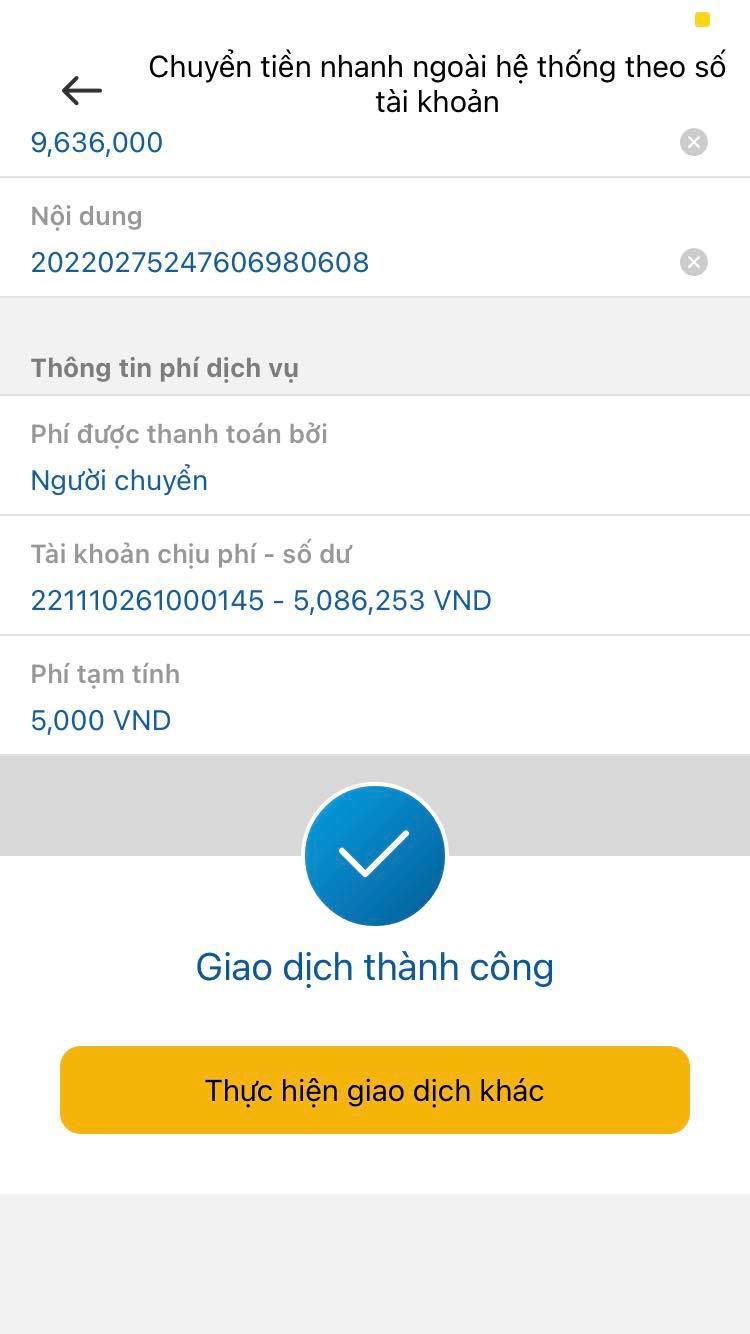 Chuyển tiền nhanh ngoài hệ thống theo số
tài khoản
9,636,000
Nội dung
20220275247606980608
Thông tin phí dịch vụ
Phí được thanh toán bởi
Người chuyển
Tài khoản chịu phí - số dư
221110261000145 - 5,086,253 VND
Phí tạm tính
5,000 VND
Giao dịch thành công
Thực hiện giao dịch khác